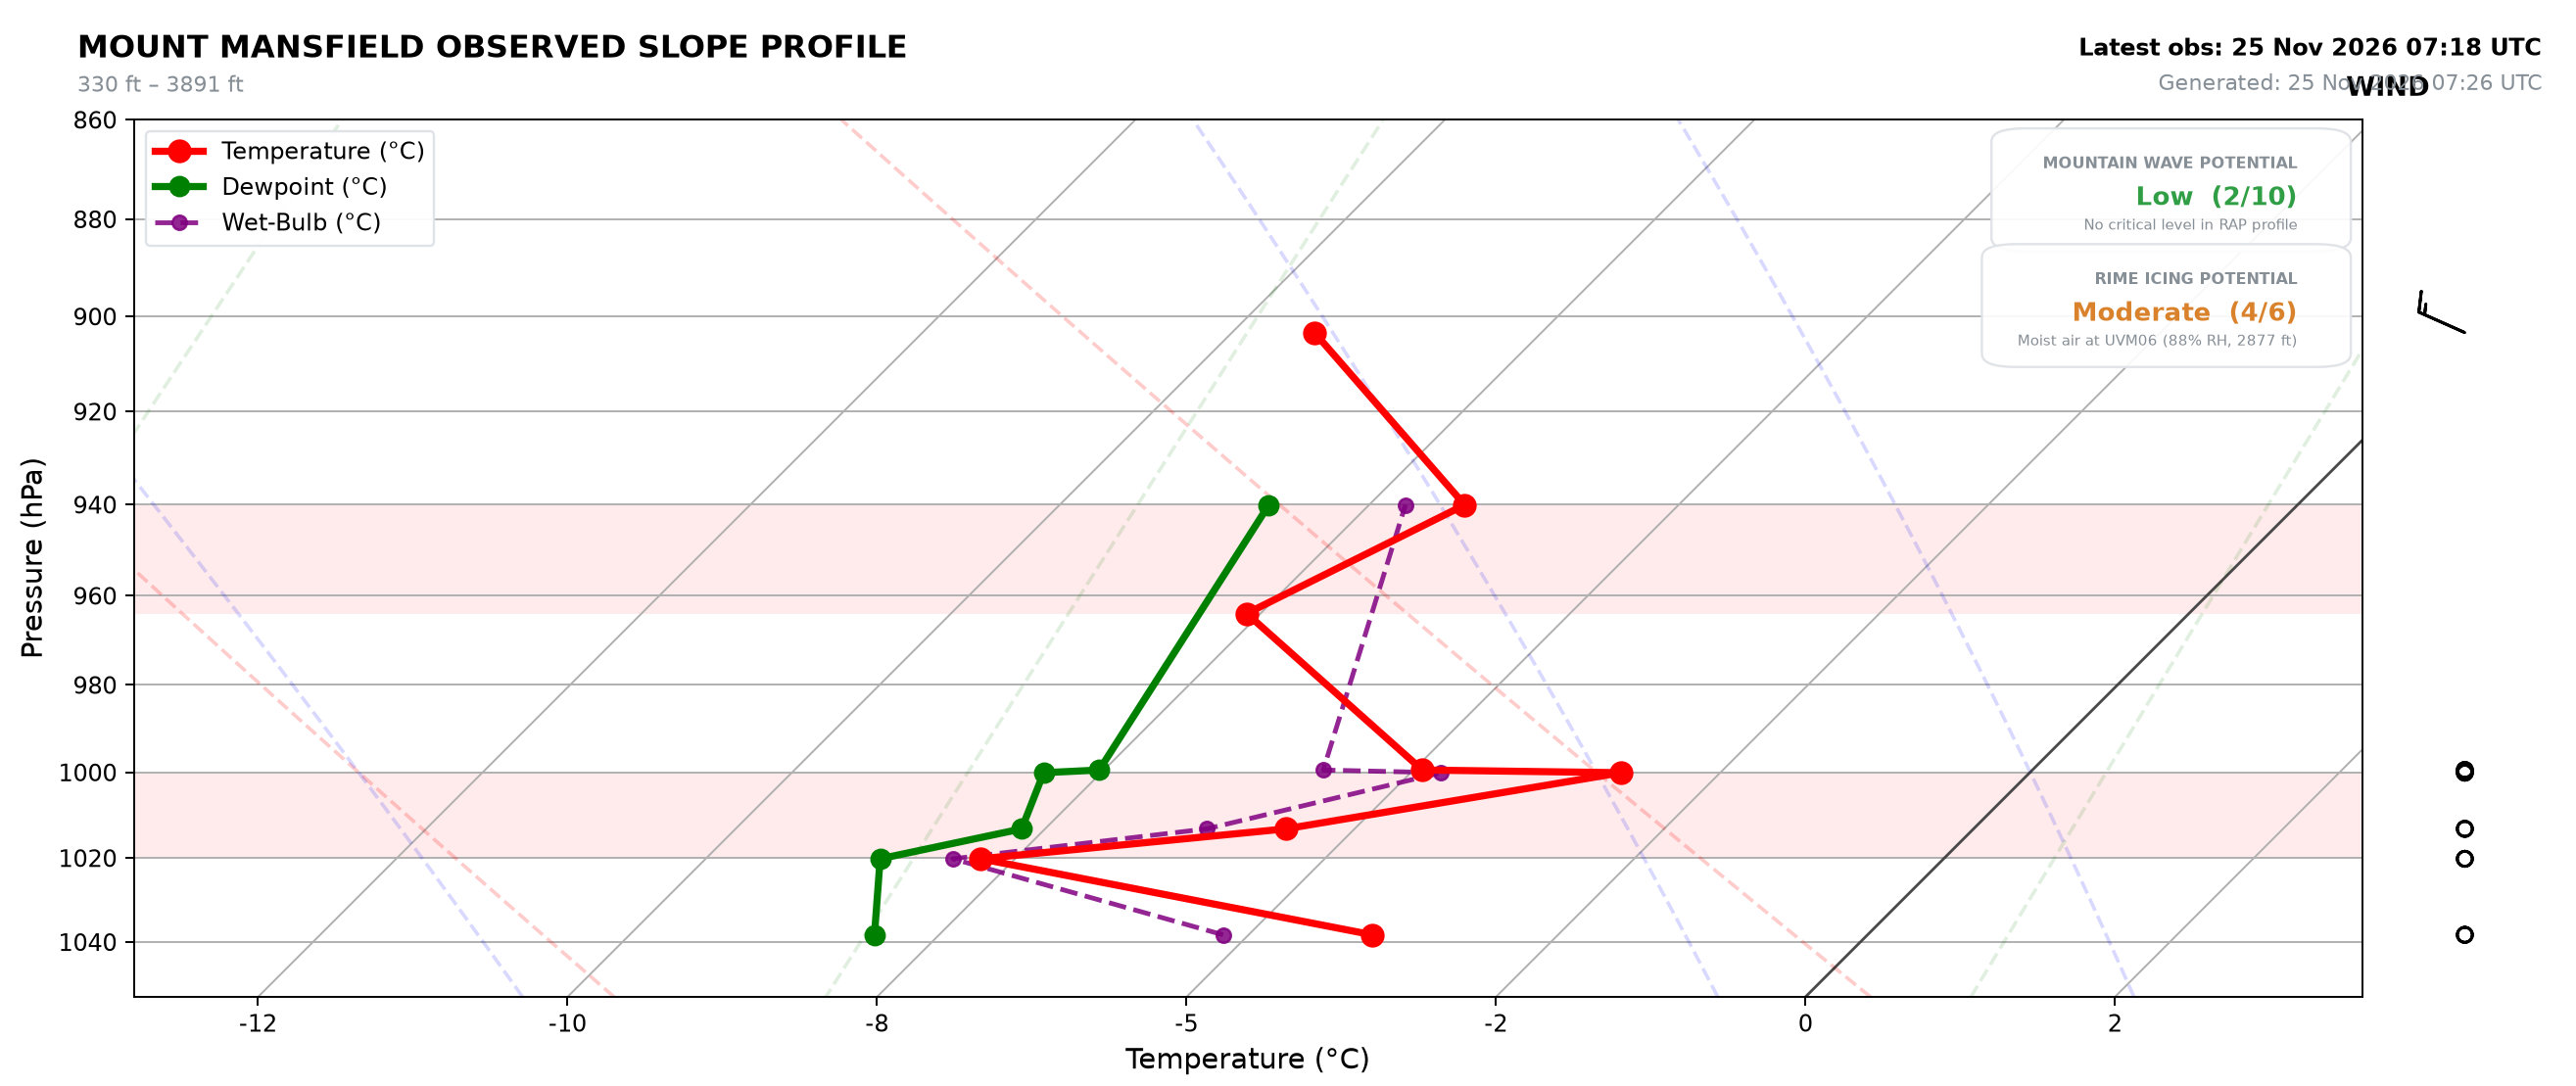 MOUNT MANSFIELD OBSERVED SLOPE PROFILE
330 ft – 3891 ft
Latest obs: 25 Nov 2026 07:18 UTC
Generated: 25 Nov 2026 07:26 UTC
WIND
Temperature (°C)
Dewpoint (°C)
Wet-Bulb (°C)
MOUNTAIN WAVE POTENTIAL
Low (2/10)
No critical level in RAP profile
RIME ICING POTENTIAL
Moderate (4/6)
Moist air at UVM06 (88% RH, 2877 ft)
Pressure (hPa)
860
880
900
920
940
960
980
1000
1020
1040
-12
-10
-8
-5
-2
0
2
Temperature (°C)